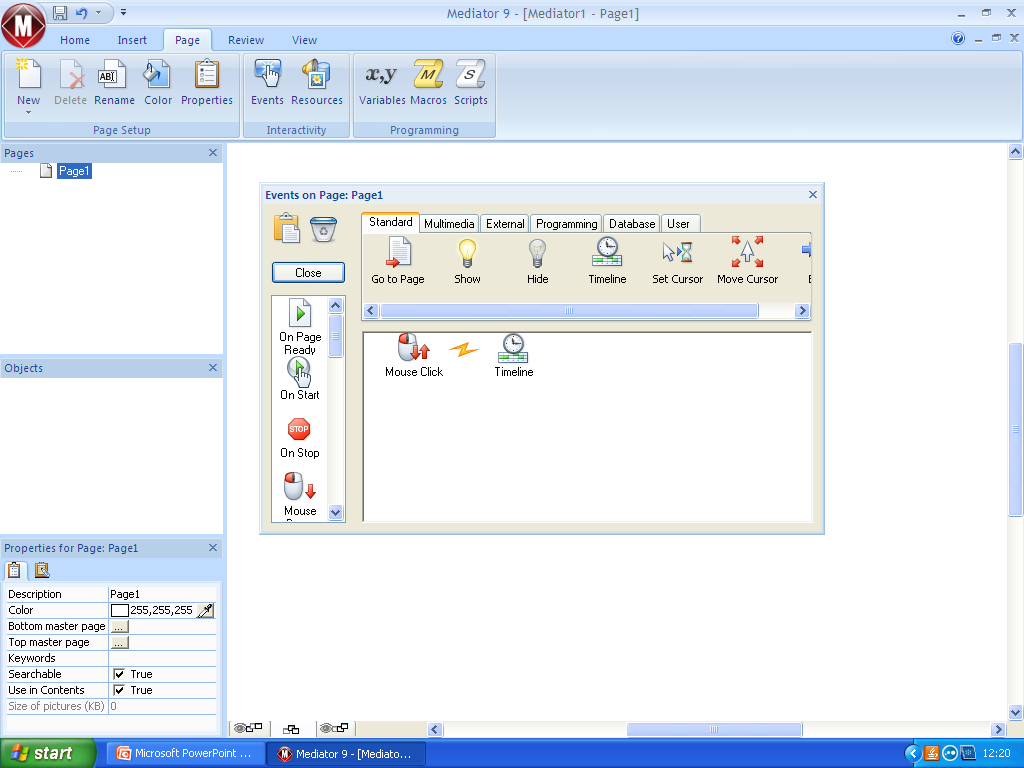 Mediator 9 - [Mediator1 - Page1]
M
Home Insert Page Review View
New Delete Rename Color Properties Events Resources Variables Macros Scripts
Page Setup Interactivity Programming
Pages
Page1
Events on Page: Page1
Standard Multimedia External Programming Database User
Go to Page Show Hide Timeline Set Cursor Move Cursor
Close
On Page
Ready
On Start
STOP
On Stop
Mouse
Mouse Click Timeline
Objects
Properties for Page: Page1
Description Page1
Color 255,255,255
Bottom master page ...
Top master page ...
Keywords
Searchable True
Use in Contents True
Size of pictures (KB) 0
start Microsoft PowerPoint ... Mediator 9 - [Mediato... 12:20